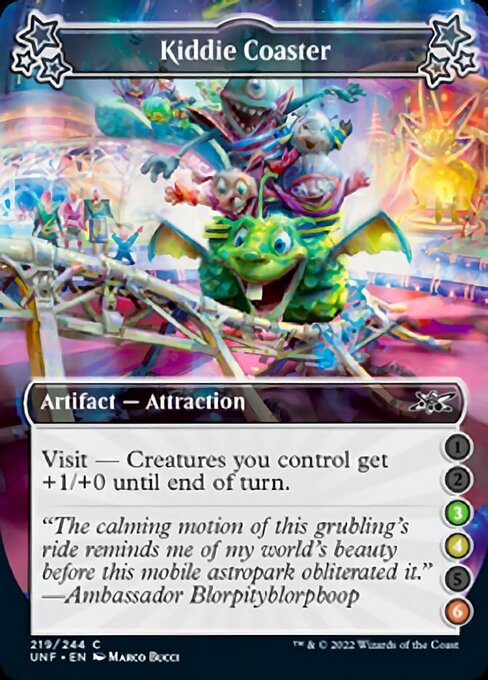 Kiddie Coaster
Artifact — Attraction
Visit — Creatures you control get
+1/+0 until end of turn.
“The calming motion of this grubling’s
ride reminds me of my world’s beauty
before this mobile astropark obliterated it.”
—Ambassador Blorpityblorpboop
1
2
3
4
5
6
219/244 C
UNF • EN Marco Bucci
™ & © 2022 Wizards of the Coast